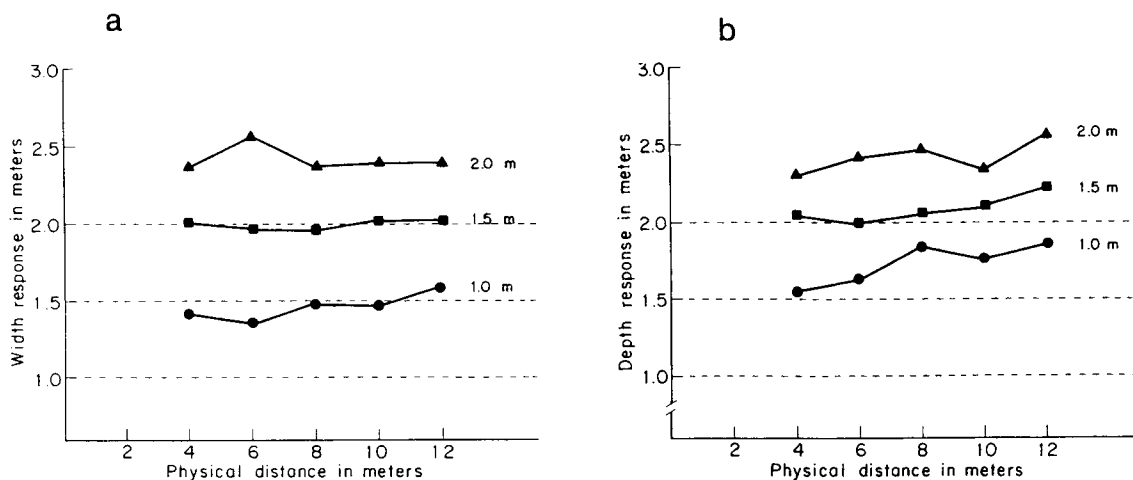 a
3.0
2.5
2.0
1.5
1.0
Width response in meters
2.0 m
1.5 m
1.0 m
2 4 6 8 10 12
Physical distance in meters
b
3.0
2.5
2.0
1.5
1.0
Depth response in meters
2.0 m
1.5 m
1.0 m
2 4 6 8 10 12
Physical distance in meters